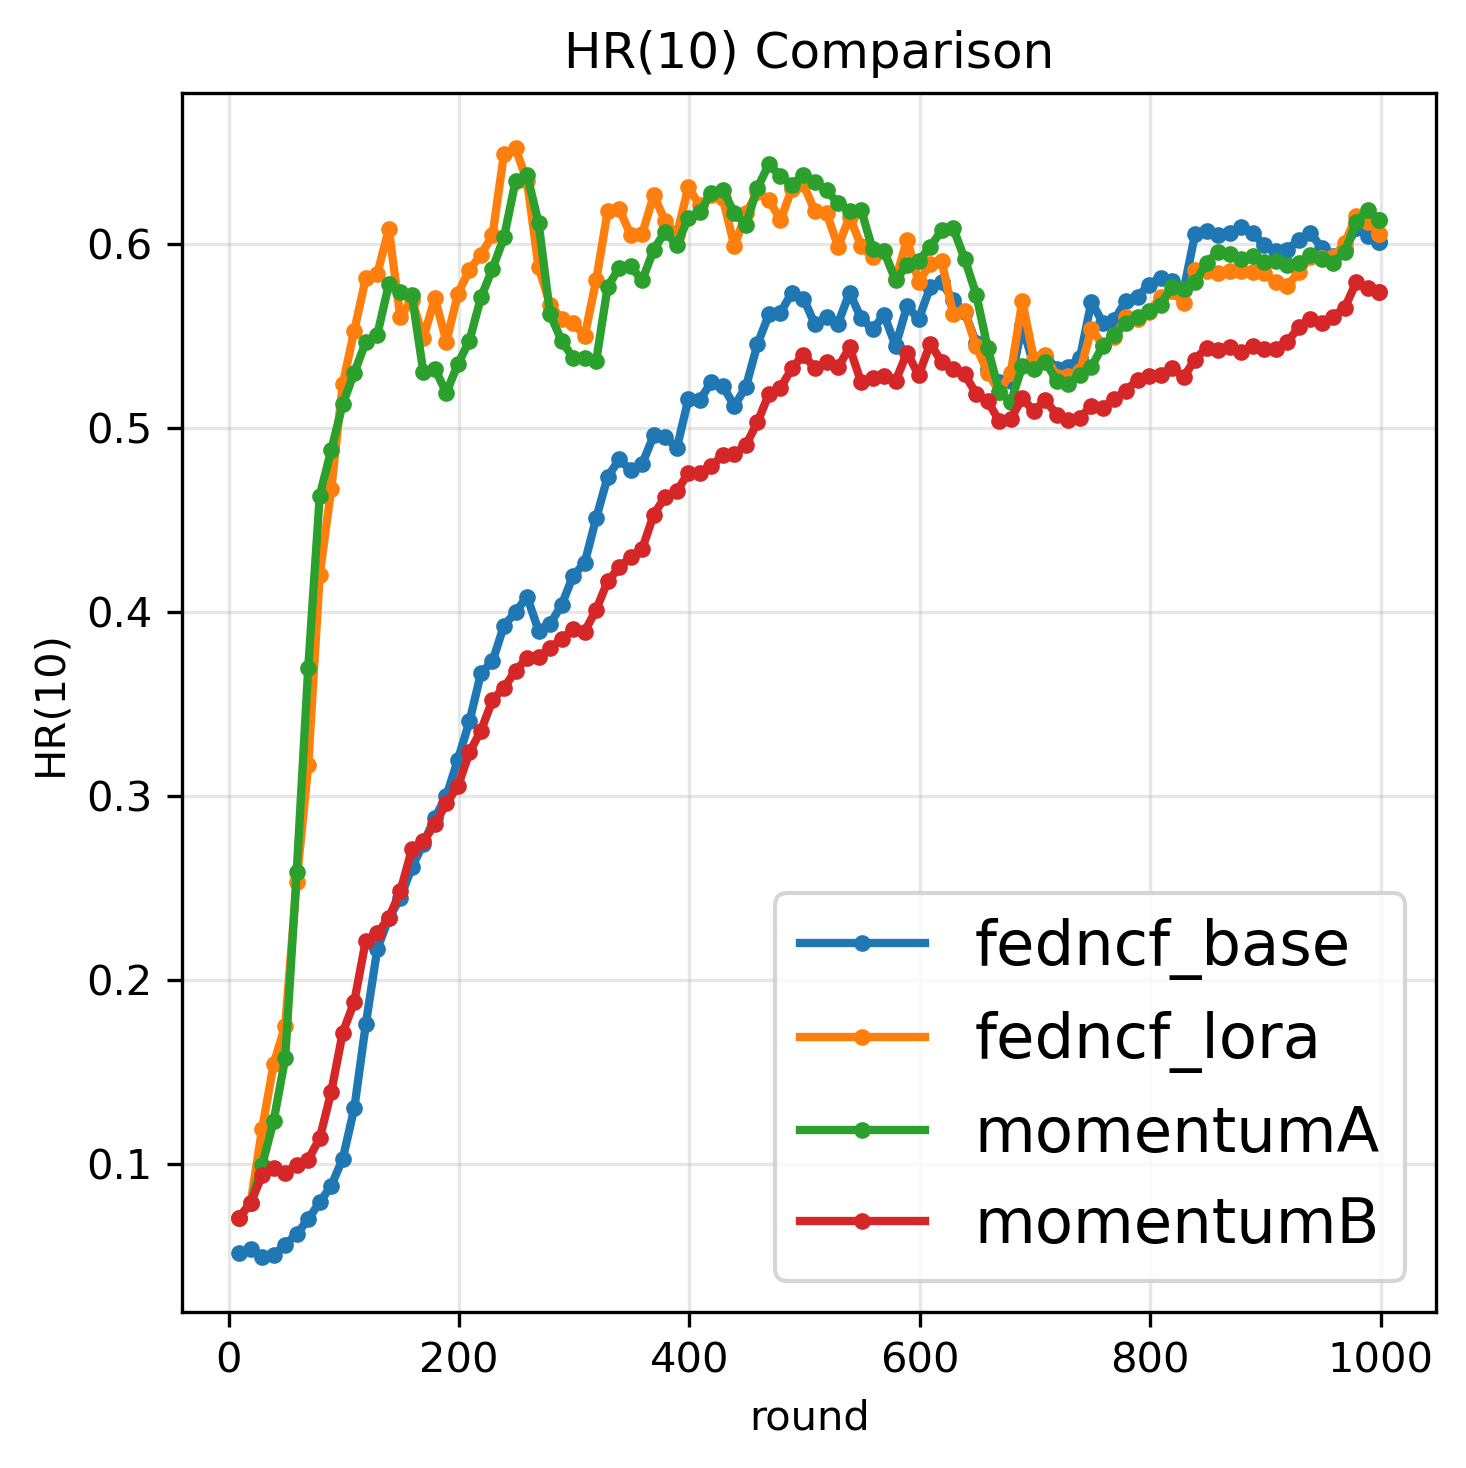 HR(10) Comparison
HR(10)
0.6
0.5
0.4
0.3
0.2
0.1
fedncf_base
fedncf_lora
momentumA
momentumB
0 200 400 600 800 1000
round